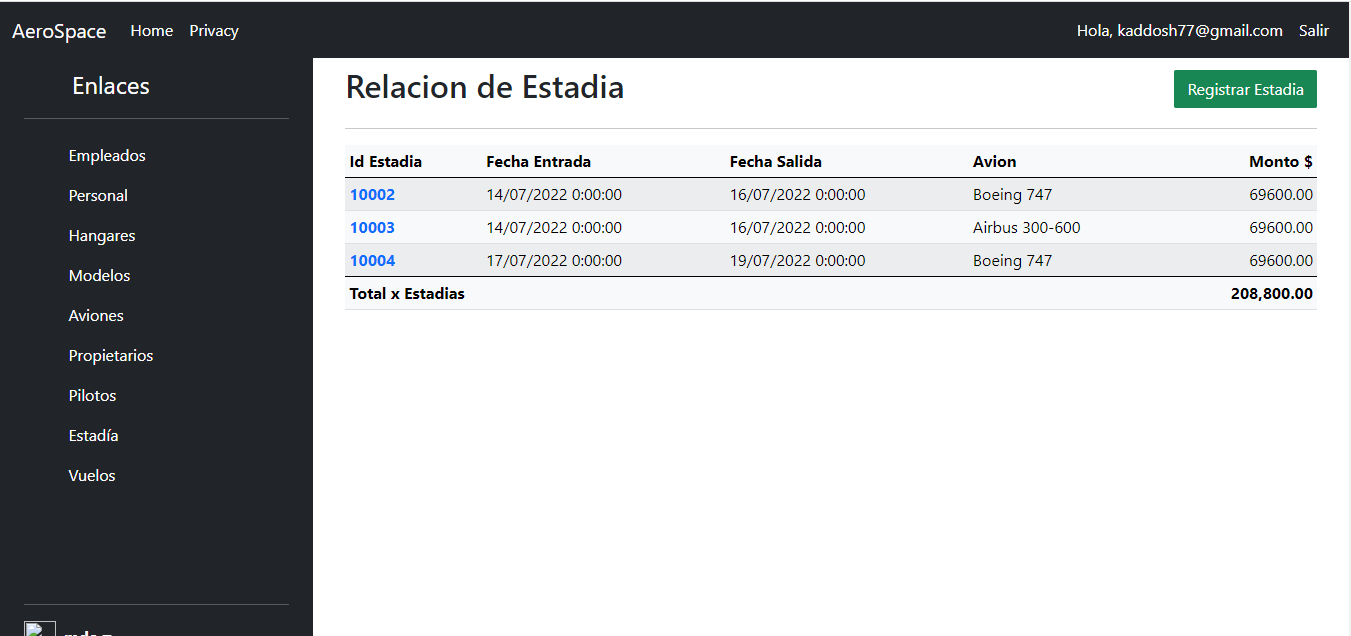 AeroSpace Home Privacy Hola, kaddosh77@gmail.com Salir
Enlaces
Empleados
Personal
Hangares
Modelos
Aviones
Propietarios
Pilotos
Estadía
Vuelos
Relacion de Estadia Registrar Estadia
Id Estadia Fecha Entrada Fecha Salida Avion Monto $
10002 14/07/2022 0:00:00 16/07/2022 0:00:00 Boeing 747 69600.00
10003 14/07/2022 0:00:00 16/07/2022 0:00:00 Airbus 300-600 69600.00
10004 17/07/2022 0:00:00 19/07/2022 0:00:00 Boeing 747 69600.00
Total x Estadias 208,800.00